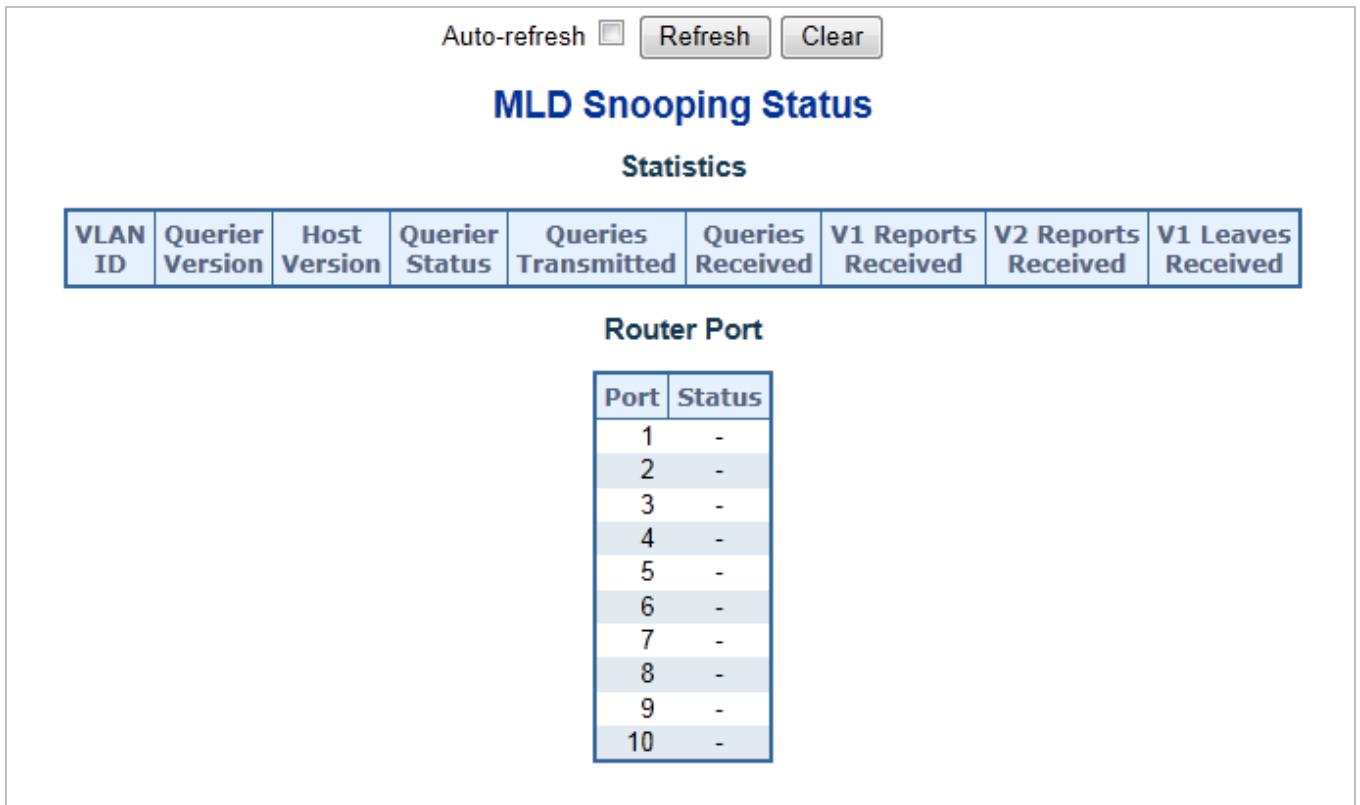 Auto-refresh Refresh Clear
MLD Snooping Status
Statistics
VLAN ID Querier Version Host Version Querier Status Queries Transmitted Queries Received V1 Reports Received V2 Reports Received V1 Leaves Received
Router Port
Port Status
1 -
2 -
3 -
4 -
5 -
6 -
7 -
8 -
9 -
10 -